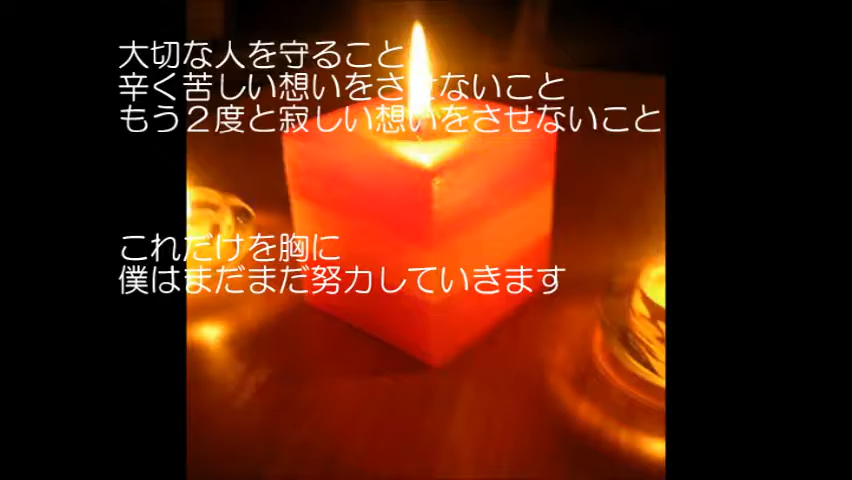 大切な人を守ること
辛く苦しい想いをさせないこと
もう２度と寂しい想いをさせないこと
これだけを胸に
僕はまだまだ努力していきます